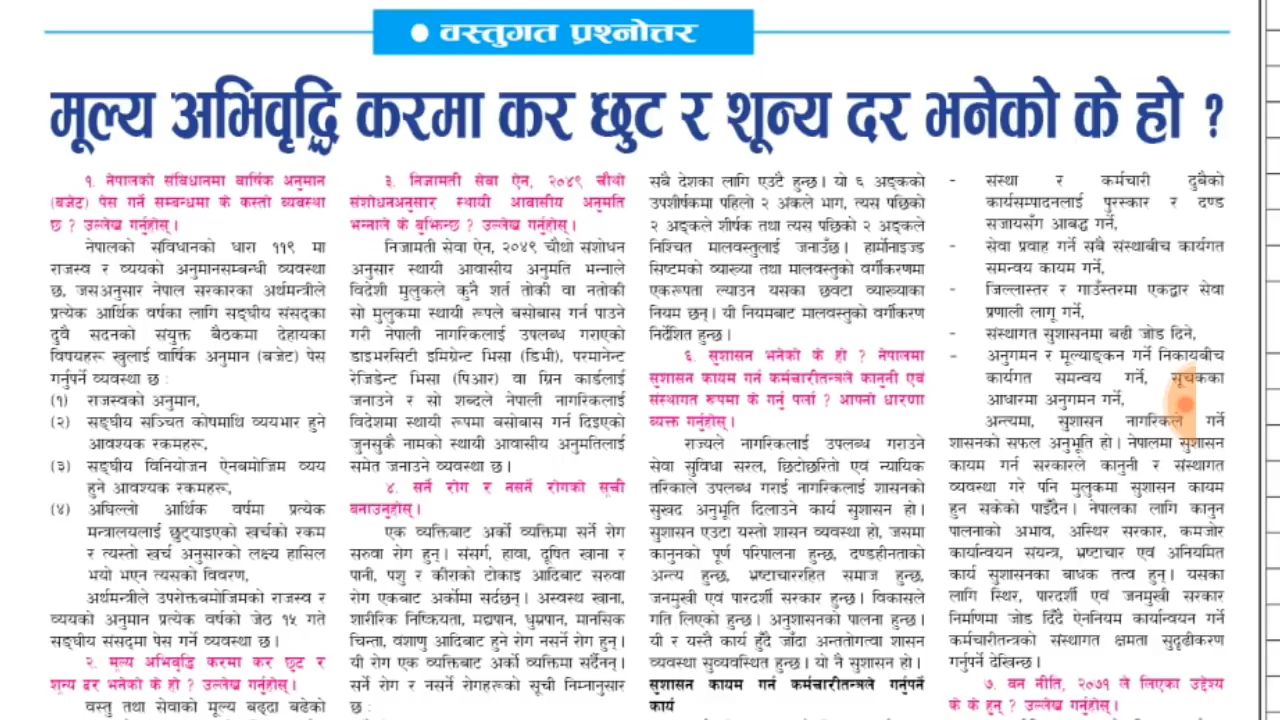 वस्तुगत प्रश्नोत्तर
मूल्य अभिवृद्धि करमा कर छुट र शून्य दर भनेको के हो ?
१. नेपालको संविधानमा वार्षिक अनुमान
(बजेट) पेस गर्ने सम्बन्धमा के कस्तो व्यवस्था
छ ? उल्लेख गर्नुहोस् ।
नेपालको संविधानको धारा ११९ मा
राजस्व र व्ययको अनुमानसम्बन्धी व्यवस्था
छ, जसअनुसार नेपाल सरकारका अर्थमन्त्रीले
प्रत्येक आर्थिक वर्षका लागि सङ्घीय संसद्का
दुवै सदनको संयुक्त बैठकमा देहायका
विषयहरू खुलाई वार्षिक अनुमान (बजेट) पेस
गर्नुपर्ने व्यवस्था छ :
(१) राजस्वको अनुमान,
(२) सङ्घीय सञ्चित कोषमाथि व्ययभार हुने
आवश्यक रकमहरू,
(३) सङ्घीय विनियोजन ऐनबमोजिम व्यय
हुने आवश्यक रकमहरू,
(४) अघिल्लो आर्थिक वर्षमा प्रत्येक
मन्त्रालयलाई छुट्याइएको खर्चको रकम
र त्यस्तो खर्च अनुसारको लक्ष्य हासिल
भयो भएन त्यसको विवरण,
अर्थमन्त्रीले उपरोक्तबमोजिमको राजस्व र
व्ययको अनुमान प्रत्येक वर्षको जेठ १५ गते
सङ्घीय संसद्मा पेस गर्ने व्यवस्था छ ।
२. मूल्य अभिवृद्धि करमा कर छुट र
शून्य दर भनेको के हो ? उल्लेख गर्नुहोस् ।
वस्तु तथा सेवाको मूल्य बढ्दा बढेको
३. निजामती सेवा ऐन, २०४९ चौथो
संशोधनअनुसार स्थायी आवासीय अनुमति
भन्नाले के बुझिन्छ ? उल्लेख गर्नुहोस् ।
निजामती सेवा ऐन, २०४९ चौथो संशोधन
अनुसार स्थायी आवासीय अनुमति भन्नाले
विदेशी मुलुकले कुनै शर्त तोकी वा नतोकी
सो मुलुकमा स्थायी रूपले बसोबास गर्न पाउने
गरी नेपाली नागरिकलाई उपलब्ध गराएको
डाइभरसिटी इमिग्रेन्ट भिसा (डिभी), परमानेन्ट
रेजिडेन्ट भिसा (पिआर) वा ग्रिन कार्डलाई
जनाउने र सो शब्दले नेपाली नागरिकलाई
विदेशमा स्थायी रूपमा बसोबास गर्न दिइएको
जुनसुकै नामको स्थायी आवासीय अनुमतिलाई
समेत जनाउने व्यवस्था छ ।
४. सर्ने रोग र नसर्ने रोगको सूची
बनाउनुहोस् ।
एक व्यक्तिबाट अर्को व्यक्तिमा सर्ने रोग
सरुवा रोग हुन् । संसर्ग, हावा, दूषित खाना र
पानी, पशु र कीराको टोकाइ आदिबाट सरुवा
रोग एकबाट अर्कोमा सर्दछन् । अस्वस्थ खाना,
शारीरिक निष्क्रियता, मद्यपान, धुम्रपान, मानसिक
चिन्ता, वंशाणु आदिबाट हुने रोग नसर्ने रोग हुन् ।
यी रोग एक व्यक्तिबाट अर्को व्यक्तिमा सर्दैनन् ।
सर्ने रोग र नसर्ने रोगहरूको सूची निम्नानुसार
छ :
सबै देशका लागि एउटै हुन्छ । यो ६ अङ्कको
उपशीर्षकमा पहिलो २ अंकले भाग, त्यस पछिको
२ अङ्कले शीर्षक तथा त्यस पछिको २ अङ्कले
निश्चित मालवस्तुलाई जनाउँछ । हार्मोनाइज्ड
सिष्टमको व्याख्या तथा मालवस्तुको वर्गीकरणमा
एकरूपता ल्याउन यसका छवटा व्याख्याका
नियम छन् । यी नियमबाट मालवस्तुको वर्गीकरण
निर्देशित हुन्छ ।
६. सुशासन भनेको के हो ? नेपालमा
सुशासन कायम गर्न कर्मचारीतन्त्रले कानुनी एवं
संस्थागत रूपमा के गर्नु पर्ला ? आफ्नो धारणा
व्यक्त गर्नुहोस् ।
राज्यले नागरिकलाई उपलब्ध गराउने
सेवा सुविधा सरल, छिटोछरितो एवं न्यायिक
तरिकाले उपलब्ध गराई नागरिकलाई शासनको
सुखद अनुभूति दिलाउने कार्य सुशासन हो ।
सुशासन एउटा यस्तो शासन व्यवस्था हो, जसमा
कानुनको पूर्ण परिपालना हुन्छ, दण्डहीनताको
अन्त्य हुन्छ, भ्रष्टाचाररहित समाज हुन्छ,
जनमुखी एवं पारदर्शी सरकार हुन्छ । विकासले
गति लिएको हुन्छ । अनुशासनको पालना हुन्छ ।
यी र यस्तै कार्य हुँदै जाँदा अन्ततोगत्वा शासन
व्यवस्था सुव्यवस्थित हुन्छ । यो नै सुशासन हो ।
सुशासन कायम गर्न कर्मचारीतन्त्रले गर्नुपर्ने
कार्य
- संस्था र कर्मचारी दुबैको
कार्यसम्पादनलाई पुरस्कार र दण्ड
सजायसँग आबद्ध गर्ने,
- सेवा प्रवाह गर्ने सबै संस्थाबीच कार्यगत
समन्वय कायम गर्ने,
- जिल्लास्तर र गाउँस्तरमा एकद्वार सेवा
प्रणाली लागू गर्ने,
- संस्थागत सुशासनमा बढी जोड दिने,
- अनुगमन र मूल्याङ्कन गर्ने निकायबीच
कार्यगत समन्वय गर्ने, सूचकका
आधारमा अनुगमन गर्ने,
अन्त्यमा, सुशासन नागरिकले गर्ने
शासनको सफल अनुभूति हो । नेपालमा सुशासन
कायम गर्न सरकारले कानुनी र संस्थागत
व्यवस्था गरे पनि मुलुकमा सुशासन कायम
हुन सकेको पाइँदैन । नेपालका लागि कानुन
पालनाको अभाव, अस्थिर सरकार, कमजोर
कार्यान्वयन संयन्त्र, भ्रष्टाचार एवं अनियमित
कार्य सुशासनका बाधक तत्व हुन् । यसका
लागि स्थिर, पारदर्शी एवं जनमुखी सरकार
निर्माणमा जोड दिँदै ऐननियम कार्यान्वयन गर्ने
कर्मचारीतन्त्रको संस्थागत क्षमता सुदृढीकरण
गर्नुपर्ने देखिन्छ ।
७. वन नीति, २०७१ ले लिएका उद्देश्य
के के हुन् ? उल्लेख गर्नुहोस् ।